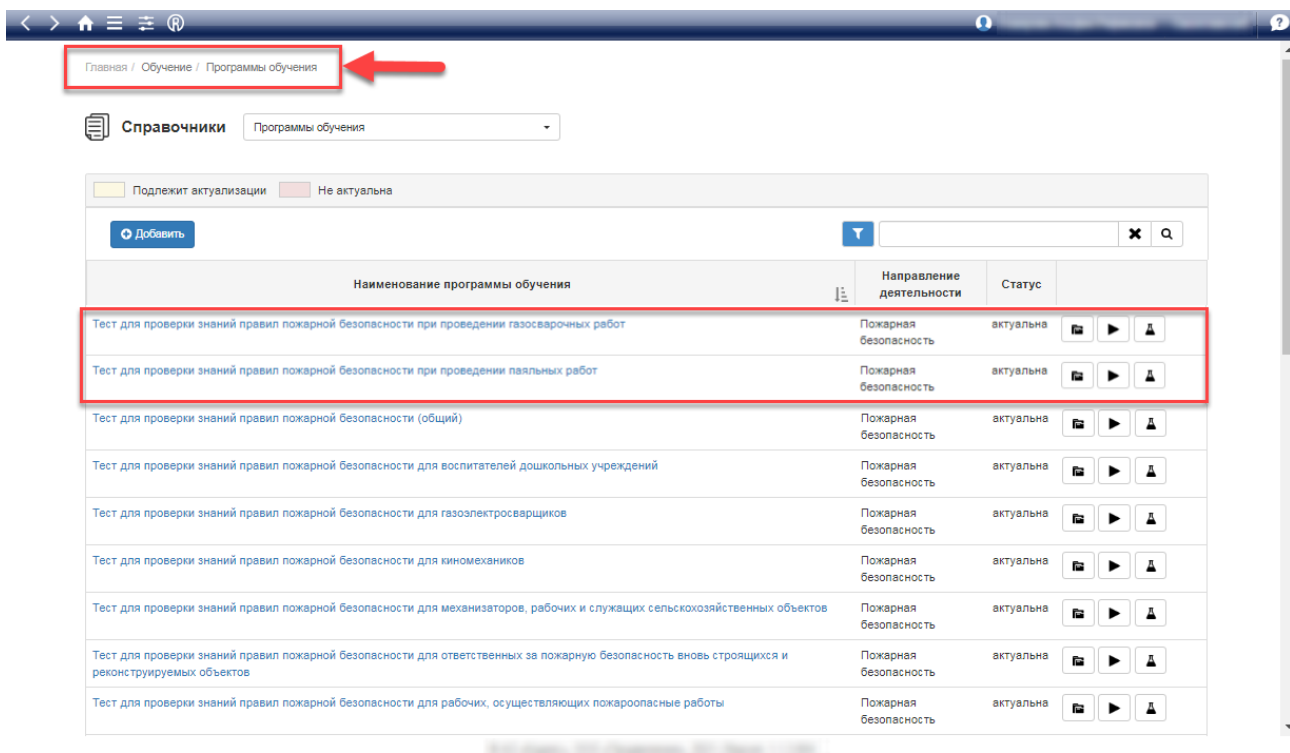 Главная / Обучение / Программы обучения
Справочники Программы обучения
Подлежит актуализации Не актуальна
Добавить
Наименование программы обучения Направление деятельности Статус
Тест для проверки знаний правил пожарной безопасности при проведении газосварочных работ Пожарная безопасность актуальна
Тест для проверки знаний правил пожарной безопасности при проведении паяльных работ Пожарная безопасность актуальна
Тест для проверки знаний правил пожарной безопасности (общий) Пожарная безопасность актуальна
Тест для проверки знаний правил пожарной безопасности для воспитателей дошкольных учреждений Пожарная безопасность актуальна
Тест для проверки знаний правил пожарной безопасности для газоэлектросварщиков Пожарная безопасность актуальна
Тест для проверки знаний правил пожарной безопасности для киномехаников Пожарная безопасность актуальна
Тест для проверки знаний правил пожарной безопасности для механизаторов, рабочих и служащих сельскохозяйственных объектов Пожарная безопасность актуальна
Тест для проверки знаний правил пожарной безопасности для ответственных за пожарную безопасность вновь строящихся и
реконструируемых объектов Пожарная безопасность актуальна
Тест для проверки знаний правил пожарной безопасности для рабочих, осуществляющих пожароопасные работы Пожарная безопасность актуальна